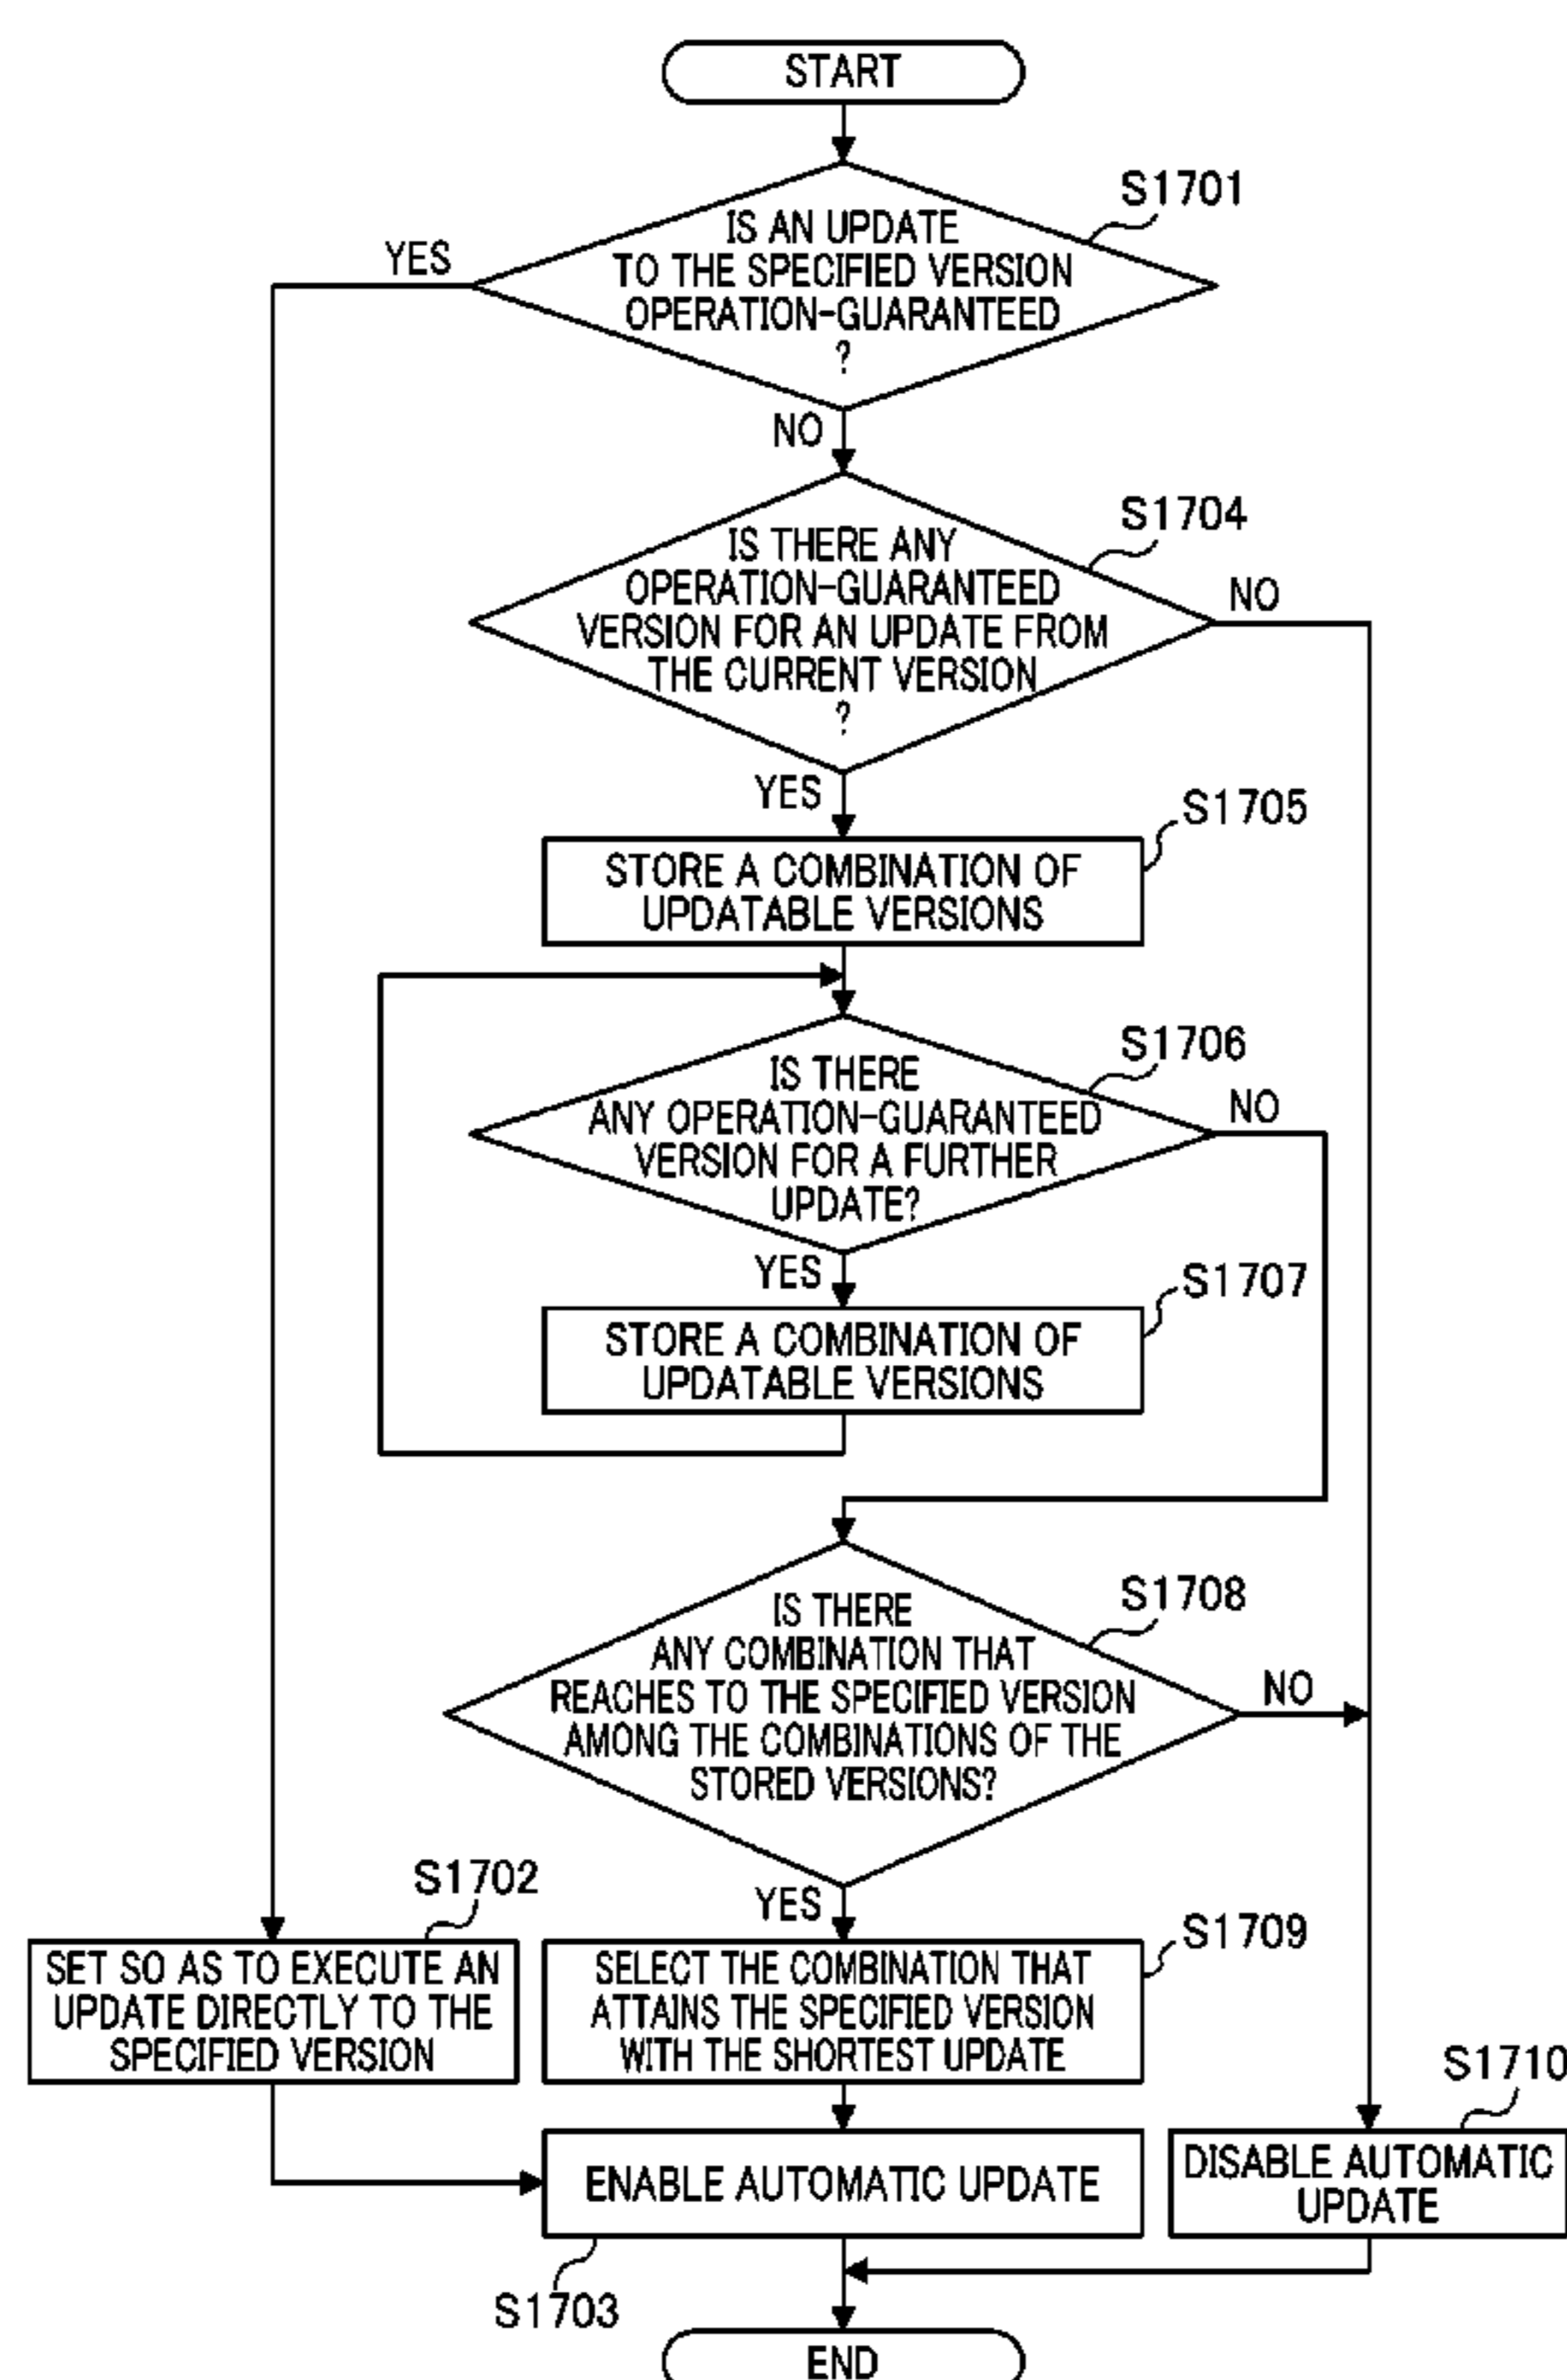 START
S1701
IS AN UPDATE
TO THE SPECIFIED VERSION
OPERATION-GUARANTEED
?
YES
NO
S1704
IS THERE ANY
OPERATION-GUARANTEED
VERSION FOR AN UPDATE FROM
THE CURRENT VERSION
?
NO
YES
S1705
STORE A COMBINATION OF
UPDATABLE VERSIONS
S1706
IS THERE
ANY OPERATION-GUARANTEED
VERSION FOR A FURTHER
UPDATE?
NO
YES
S1707
STORE A COMBINATION OF
UPDATABLE VERSIONS
S1708
IS THERE
ANY COMBINATION THAT
REACHES TO THE SPECIFIED VERSION
AMONG THE COMBINATIONS OF THE
STORED VERSIONS?
NO
YES
S1702
SET SO AS TO EXECUTE AN
UPDATE DIRECTLY TO THE
SPECIFIED VERSION
S1709
SELECT THE COMBINATION THAT
ATTAINS THE SPECIFIED VERSION
WITH THE SHORTEST UPDATE
S1710
DISABLE AUTOMATIC
UPDATE
ENABLE AUTOMATIC UPDATE
S1703
END